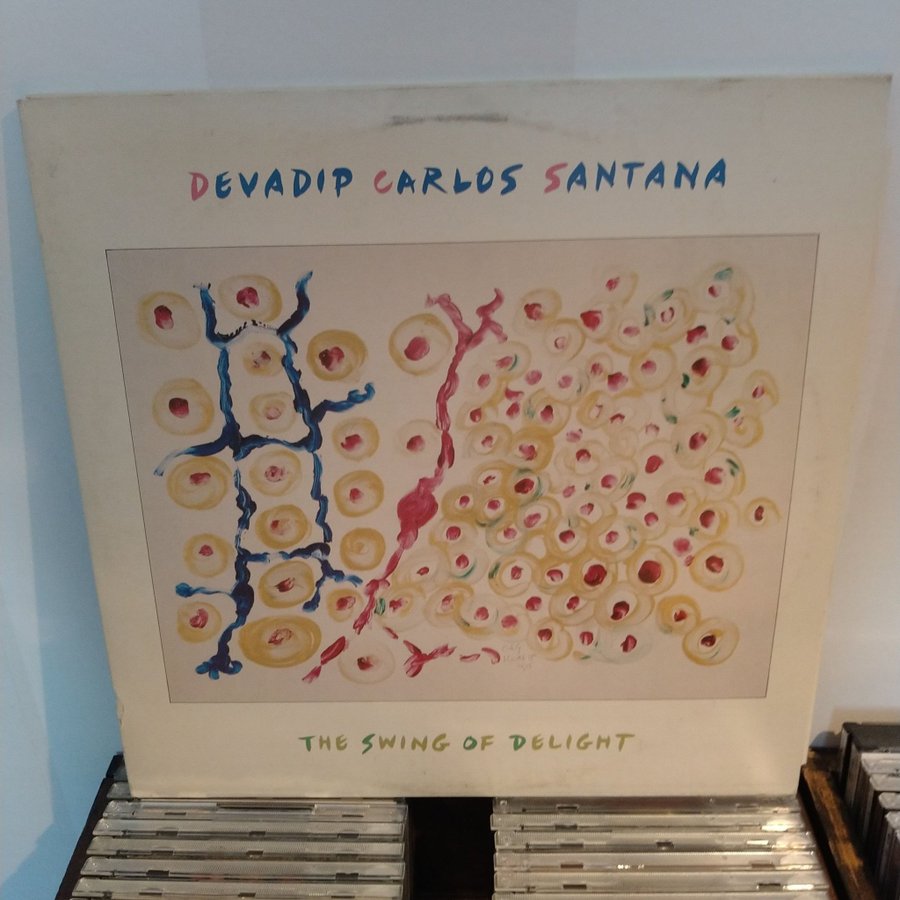 DEVADIP CARLOS SANTANA
THE SWING OF DELIGHT